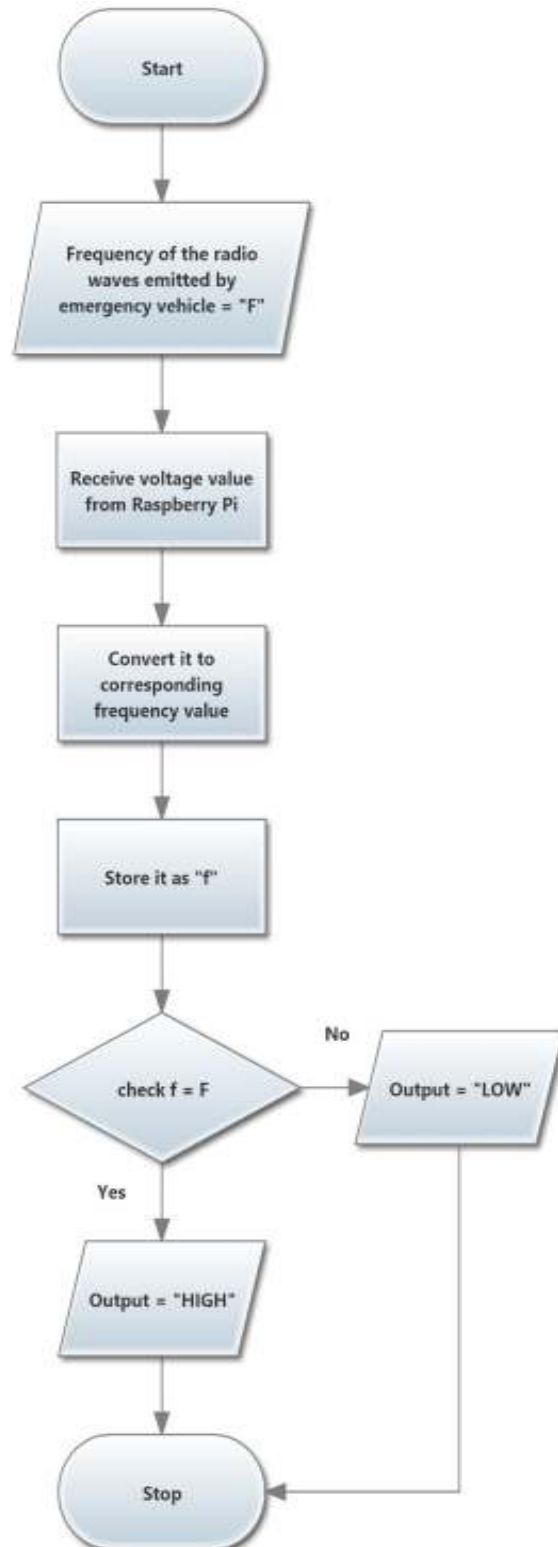 Start
Frequency of the radio
waves emitted by
emergency vehicle = "F"
Receive voltage value
from Raspberry Pi
Convert it to
corresponding
frequency value
Store it as "f"
check f = F
No
Output = "LOW"
Yes
Output = "HIGH"
Stop